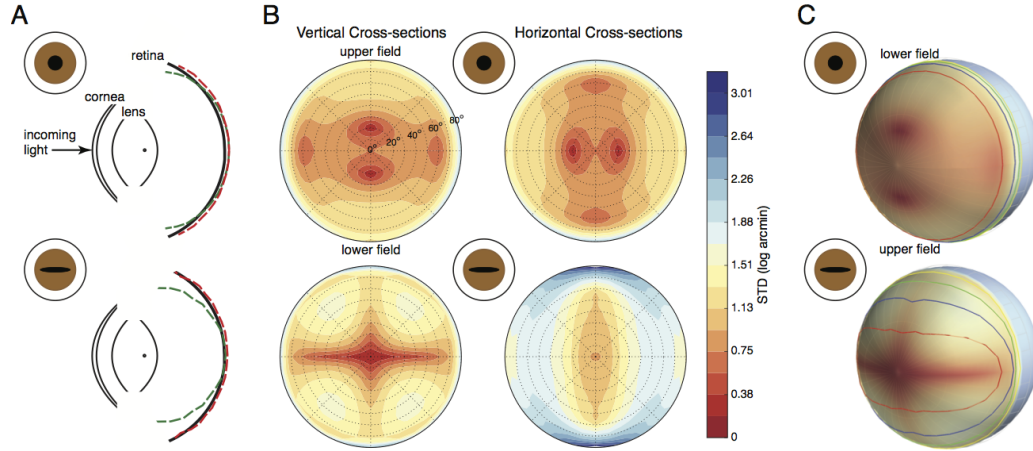 A
B
C
Vertical Cross-sections
Horizontal Cross-sections
upper field
lower field
retina
cornea
lens
incoming
light
0°
20°
40°
60°
80°
3.01
2.64
2.26
1.88
1.51
1.13
0.75
0.38
0
STD (log arcmin)
lower field
upper field